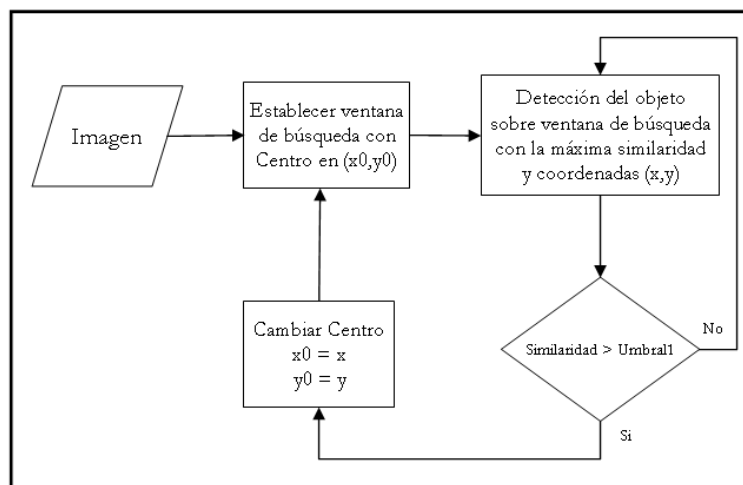 Imagen
Establecer ventana
de búsqueda con
Centro en (x0,y0)
Detección del objeto
sobre ventana de búsqueda
con la máxima similaridad
y coordenadas (x,y)
Cambiar Centro
x0 = x
y0 = y
Similaridad > Umbral1
No
Si